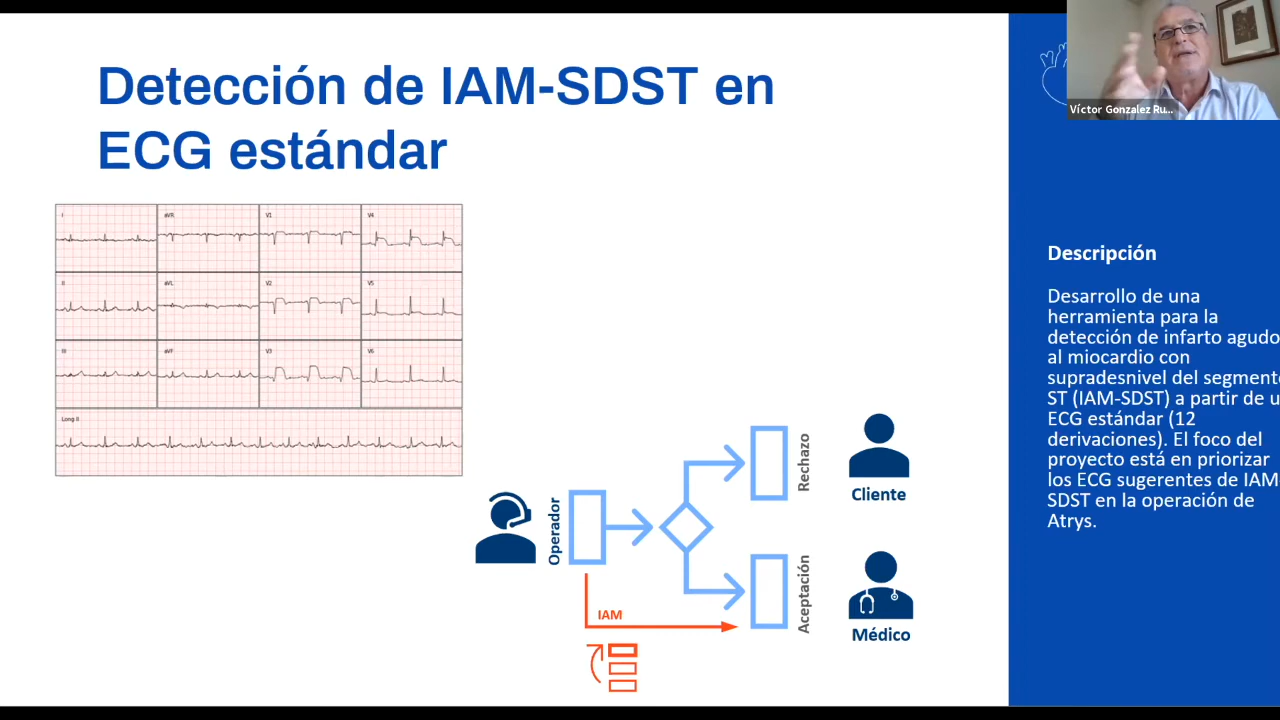 Detección de IAM-SDST en
ECG estándar
I
aVR
V1
V4
II
aVL
V2
V5
III
aVF
V3
V6
Long II
Operador
IAM
Rechazo
Aceptación
Cliente
Médico
Víctor Gonzalez Ru...
Descripción
Desarrollo de una
herramienta para la
detección de infarto agudo
al miocardio con
supradesnivel del segment
ST (IAM-SDST) a partir de u
ECG estándar (12
derivaciones). El foco del
proyecto está en priorizar
los ECG sugerentes de IAM-
SDST en la operación de
Atrys.